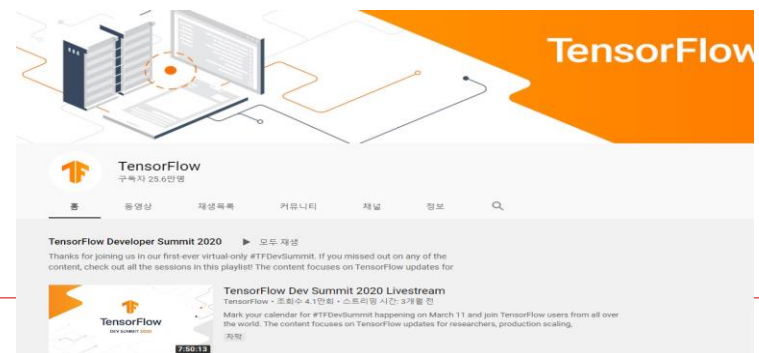 TensorFlow
TensorFlow
구독자 25.6만명
홈 동영상 재생목록 커뮤니티 채널 정보
TensorFlow Developer Summit 2020 ▶ 모두 재생
Thanks for joining us in our first-ever virtual-only #TFDevSummit. If you missed out on any of the
content, check out all the sessions in this playlist! The content focuses on TensorFlow updates for
TensorFlow Dev Summit 2020 Livestream
TensorFlow • 조회수 4.1만회 • 스트리밍 시간: 3개월 전
Mark your calendar for #TFDevSummit happening on March 11 and join TensorFlow users from all over
the world. The content focuses on TensorFlow updates for researchers, production scaling,
자막
TensorFlow
DEV SUMMIT 2020
7:50:13